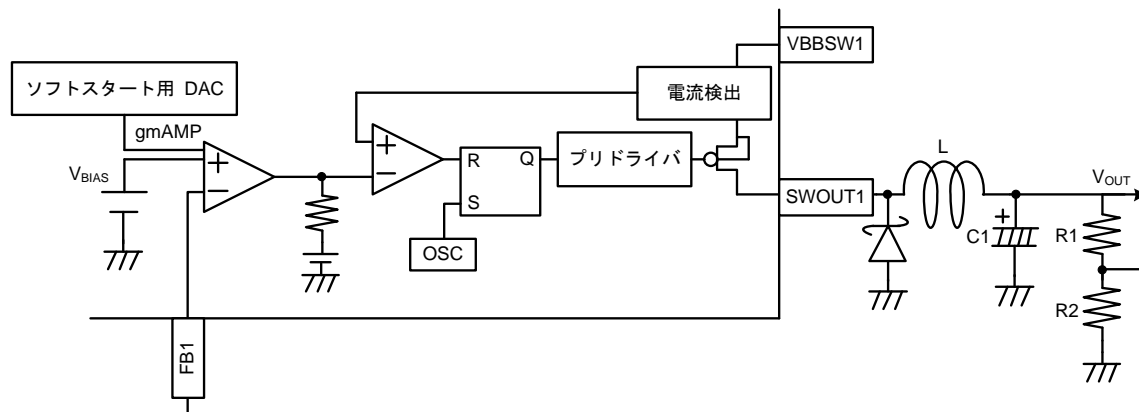 VBBSW1
ソフトスタート用 DAC
電流検出
gmAMP
+
−
VBIAS
+
−
R
Q
S
プリドライバ
OSC
SWOUT1
L
VOUT
+
C1
R1
R2
FB1